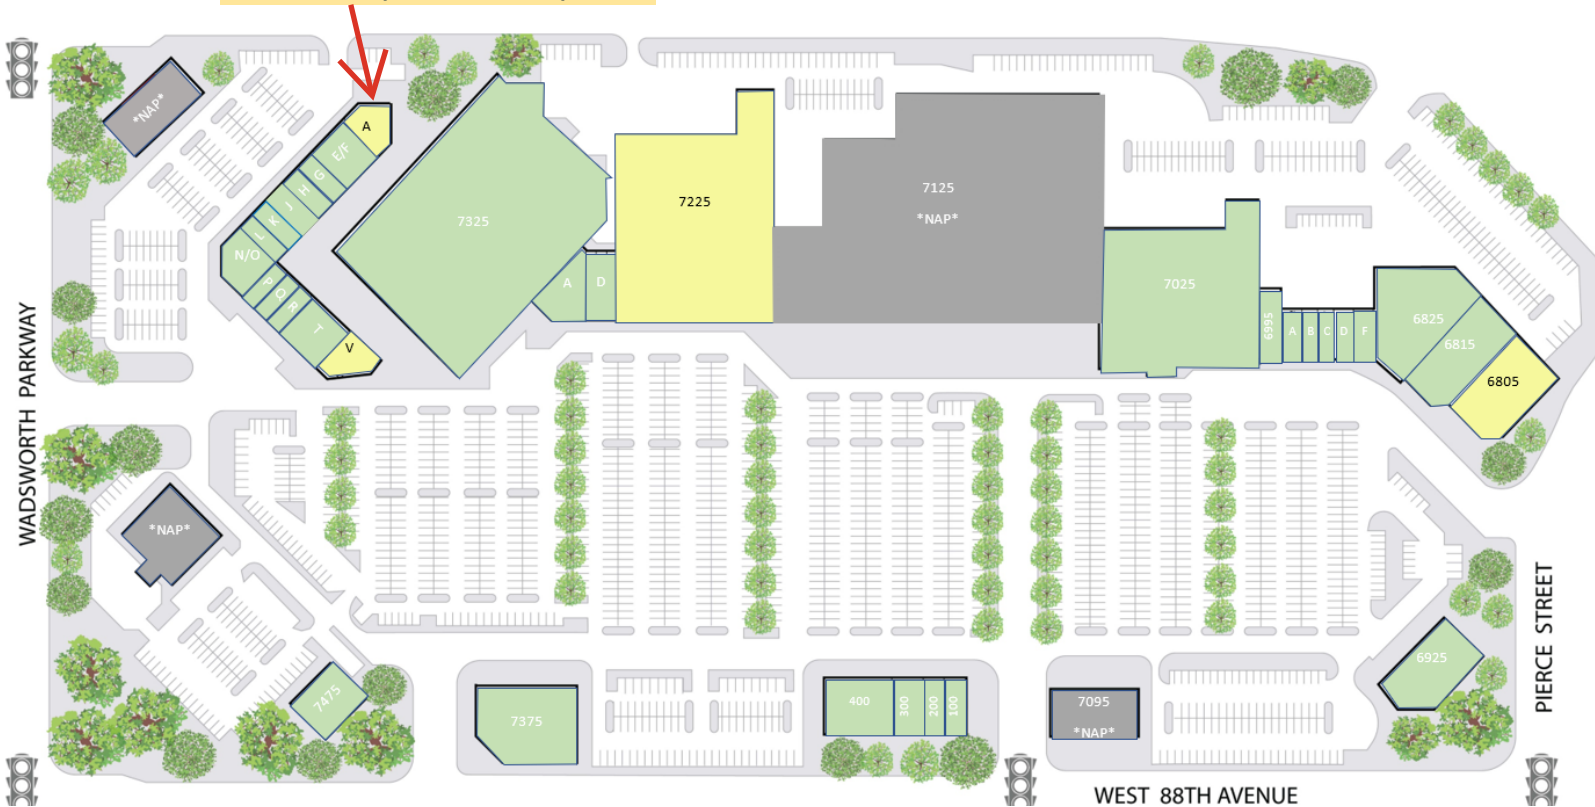 *NAP*
A
E/F
G
H
J
K
L
N/O
P
Q
R
T
V
7325
A
D
7225
7125
*NAP*
7025
6995
A
B
C
D
F
6825
6815
6805
WADSWORTH PARKWAY
*NAP*
7475
7375
400
300
200
100
7095
*NAP*
6925
PIERCE STREET
WEST 88TH AVENUE